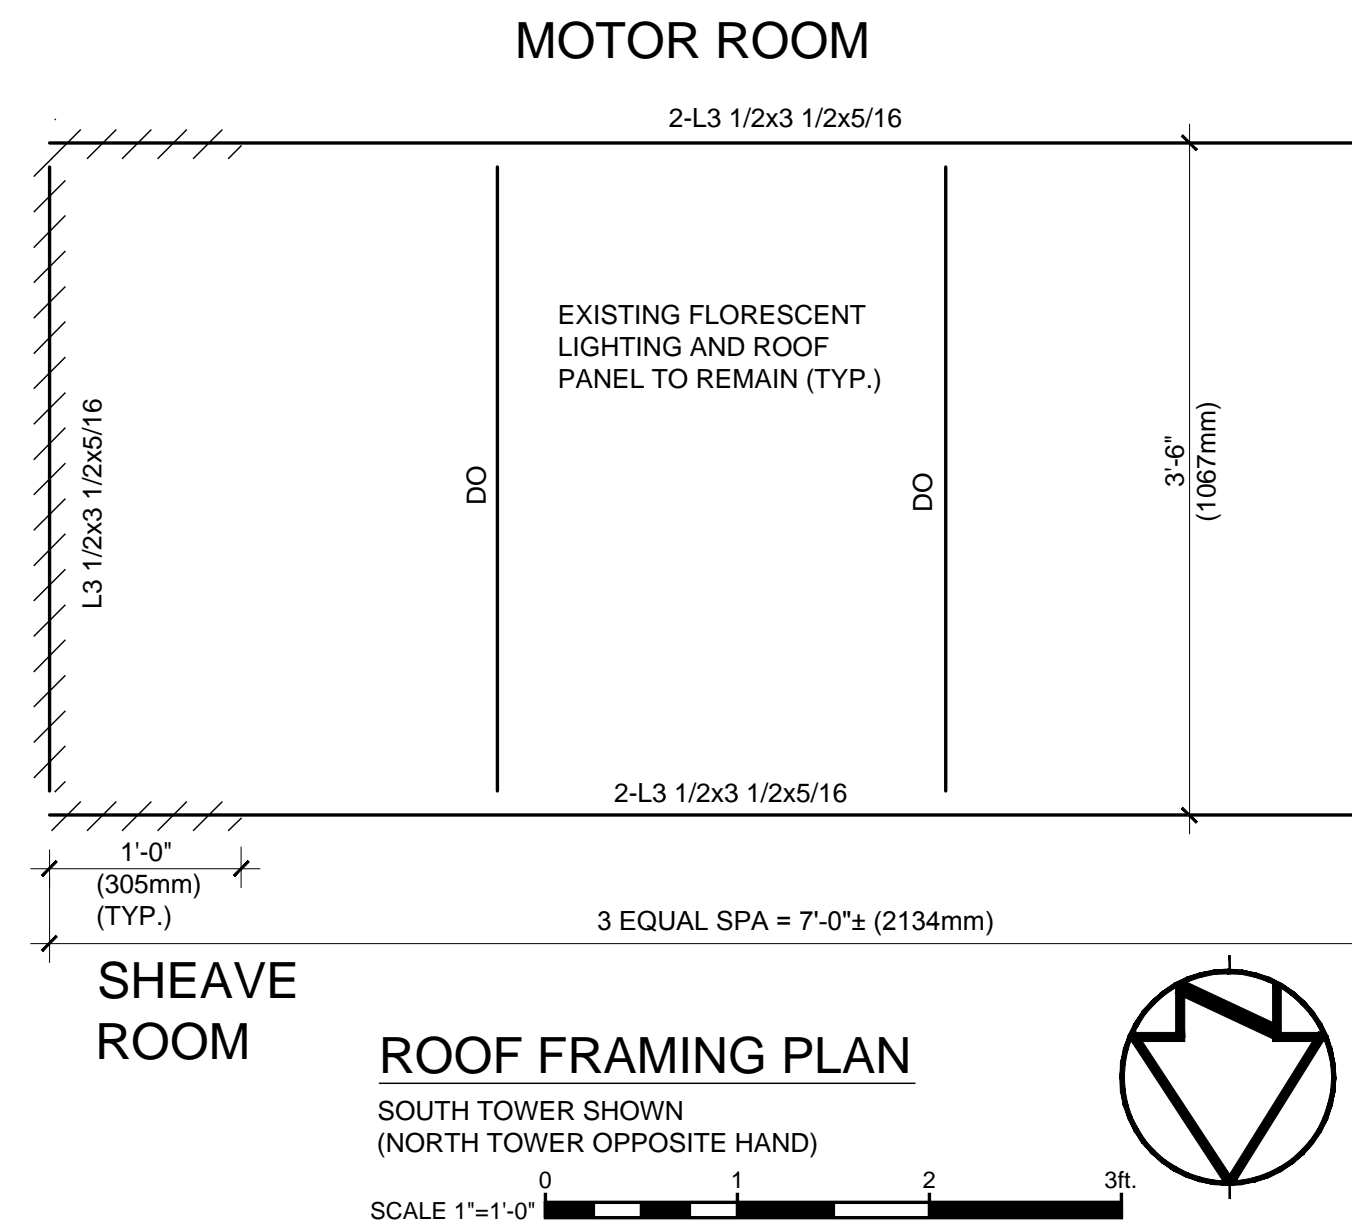 MOTOR ROOM
2-L3 1/2x3 1/2x5/16
EXISTING FLORESCENT
LIGHTING AND ROOF
PANEL TO REMAIN (TYP.)
L3 1/2x3 1/2x5/16
DO
DO
3'-6"
(1067mm)
2-L3 1/2x3 1/2x5/16
1'-0"
(305mm)
(TYP.)
3 EQUAL SPA = 7'-0"± (2134mm)
SHEAVE
ROOM
ROOF FRAMING PLAN
SOUTH TOWER SHOWN
(NORTH TOWER OPPOSITE HAND)
0 1 2 3ft.
SCALE 1"=1'-0"
N